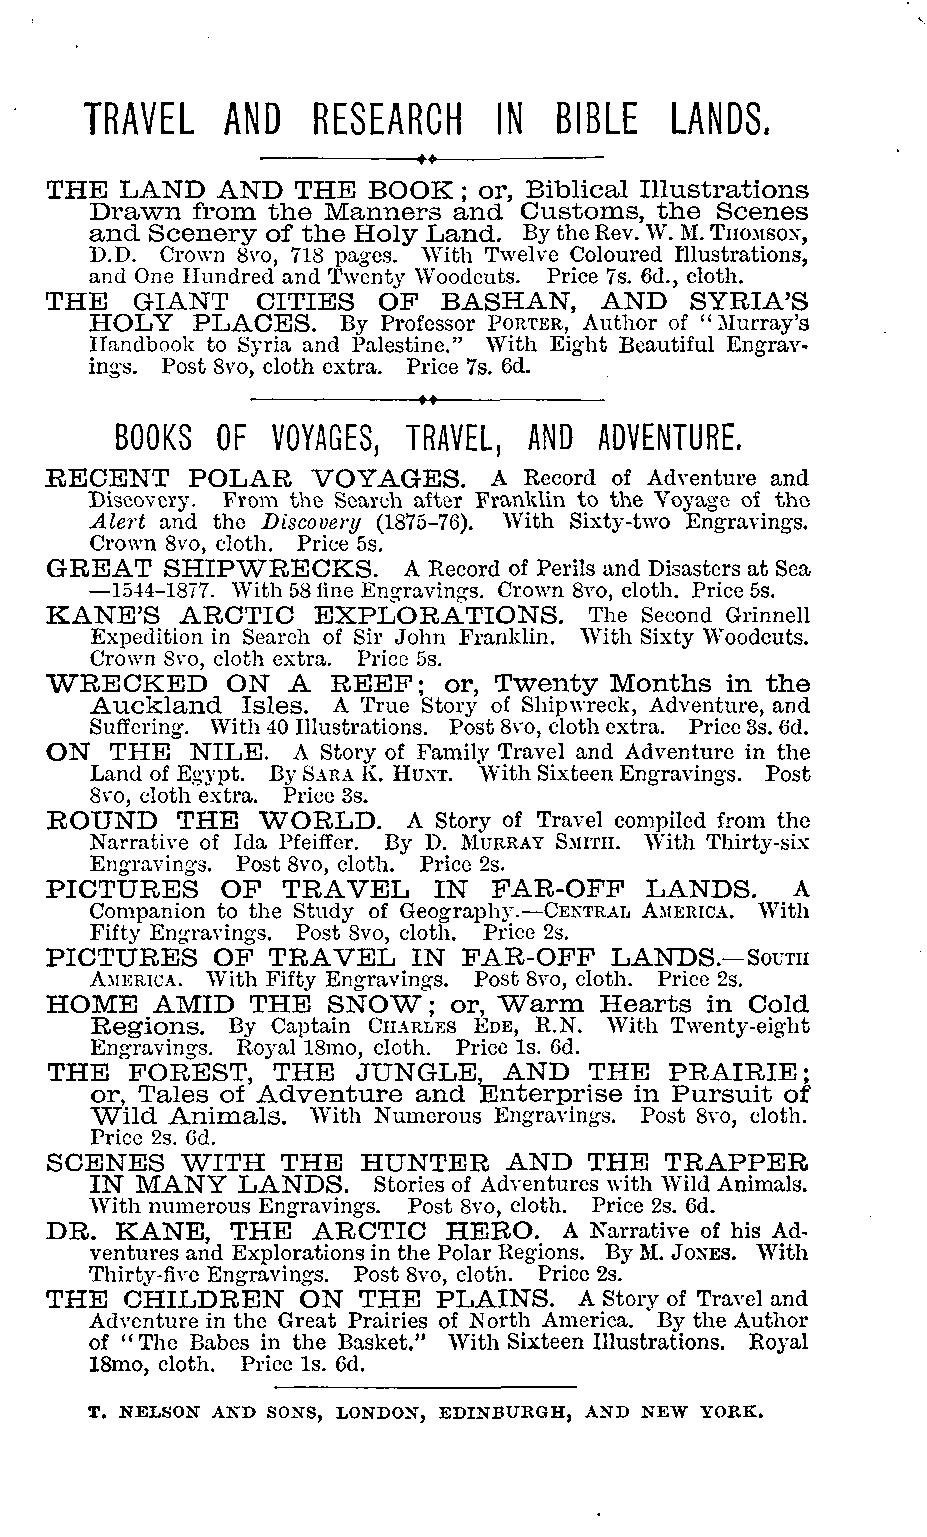 TRAVEL AND RESEARCH IN BIBLE LANDS.
THE LAND AND THE BOOK; or, Biblical Illustrations
Drawn from the Manners and Customs, the Scenes
and Scenery of the Holy Land. By the Rev. W. M. THOMSON,
D.D. Crown 8vo, 718 pages. With Twelve Coloured Illustrations,
and One Hundred and Twenty Woodcuts. Price 7s. 6d., cloth.
THE GIANT CITIES OF BASHAN, AND SYRIA'S
HOLY PLACES. By Professor PORTER, Author of "Murray's
Handbook to Syria and Palestine." With Eight Beautiful Engrav-
ings. Post 8vo, cloth extra. Price 7s. 6d.
BOOKS OF VOYAGES, TRAVEL, AND ADVENTURE.
RECENT POLAR VOYAGES. A Record of Adventure and
Discovery. From the Search after Franklin to the Voyage of the
Alert and the Discovery (1875-76). With Sixty-two Engravings.
Crown 8vo, cloth. Price 5s.
GREAT SHIPWRECKS. A Record of Perils and Disasters at Sea
—1544-1877. With 58 fine Engravings. Crown 8vo, cloth. Price 5s.
KANE'S ARCTIC EXPLORATIONS. The Second Grinnell
Expedition in Search of Sir John Franklin. With Sixty Woodcuts.
Crown 8vo, cloth extra. Price 5s.
WRECKED ON A REEF; or, Twenty Months in the
Auckland Isles. A True Story of Shipwreck, Adventure, and
Suffering. With 40 Illustrations. Post 8vo, cloth extra. Price 3s. 6d.
ON THE NILE. A Story of Family Travel and Adventure in the
Land of Egypt. By SARA K. HUNT. With Sixteen Engravings. Post
8vo, cloth extra. Price 3s.
ROUND THE WORLD. A Story of Travel compiled from the
Narrative of Ida Pfeiffer. By D. MURRAY SMITH. With Thirty-six
Engravings. Post 8vo, cloth. Price 2s.
PICTURES OF TRAVEL IN FAR-OFF LANDS. A
Companion to the Study of Geography.—CENTRAL AMERICA. With
Fifty Engravings. Post 8vo, cloth. Price 2s.
PICTURES OF TRAVEL IN FAR-OFF LANDS.—SOUTH
AMERICA. With Fifty Engravings. Post 8vo, cloth. Price 2s.
HOME AMID THE SNOW; or, Warm Hearts in Cold
Regions. By Captain CHARLES EDE, R.N. With Twenty-eight
Engravings. Royal 18mo, cloth. Price 1s. 6d.
THE FOREST, THE JUNGLE, AND THE PRAIRIE;
or, Tales of Adventure and Enterprise in Pursuit of
Wild Animals. With Numerous Engravings. Post 8vo, cloth.
Price 2s. 6d.
SCENES WITH THE HUNTER AND THE TRAPPER
IN MANY LANDS. Stories of Adventures with Wild Animals.
With numerous Engravings. Post 8vo, cloth. Price 2s. 6d.
DR. KANE, THE ARCTIC HERO. A Narrative of his Ad-
ventures and Explorations in the Polar Regions. By M. JONES. With
Thirty-five Engravings. Post 8vo, cloth. Price 2s.
THE CHILDREN ON THE PLAINS. A Story of Travel and
Adventure in the Great Prairies of North America. By the Author
of "The Babes in the Basket." With Sixteen Illustrations. Royal
18mo, cloth. Price 1s. 6d.
T. NELSON AND SONS, LONDON, EDINBURGH, AND NEW YORK.